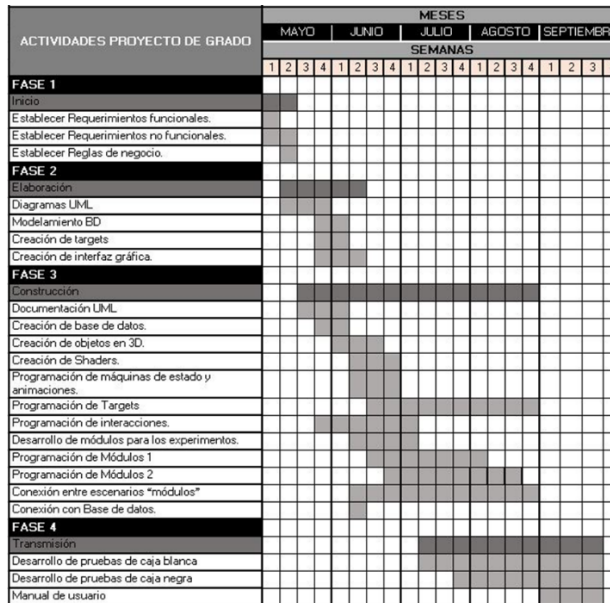 MESES
ACTIVIDADES PROYECTO DE GRADO
MAYO JUNIO JULIO AGOSTO SEPTIEMBR
SEMANAS
1 2 3 4 1 2 3 4 1 2 3 4 1 2 3 4 1 2 3
FASE 1
Inicio
Establecer Requerimientos funcionales.
Establecer Requerimientos no funcionales.
Establecer Reglas de negocio.
FASE 2
Elaboración
Diagramas UML
Modelamiento BD
Creación de targets
Creación de interfaz gráfica.
FASE 3
Construcción
Documentación UML
Creación de base de datos.
Creación de objetos en 3D.
Creación de Shaders.
Programación de máquinas de estado y
animaciones.
Programación de Targets
Programación de interacciones.
Desarrollo de módulos para los experimentos.
Programación de Módulos 1
Programación de Módulos 2
Conexión entre escenarios "módulos"
Conexión con Base de datos.
FASE 4
Transmisión
Desarrollo de pruebas de caja blanca
Desarrollo de pruebas de caja negra
Manual de usuario